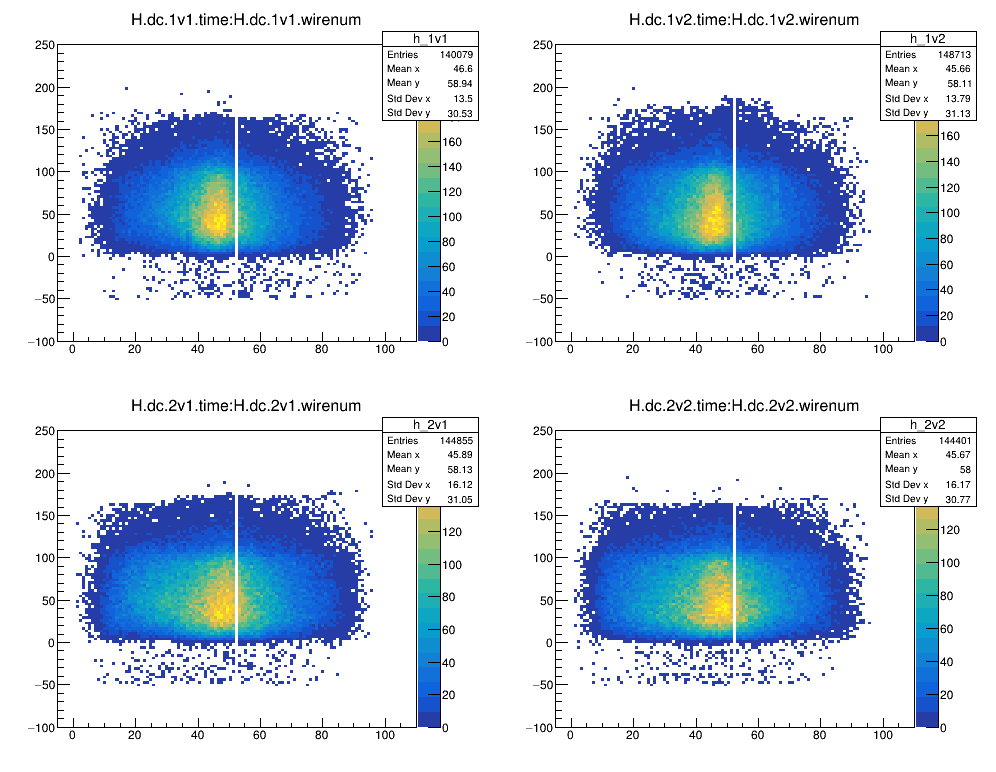 H.dc.1v1.time:H.dc.1v1.wirenum
h_1v1
Entries 140079
Mean x 46.6
Mean y 58.94
Std Dev x 13.5
Std Dev y 30.53
250
200
150
100
50
0
−50
−100
0 20 40 60 80 100
160
140
120
100
80
60
40
20
0
H.dc.1v2.time:H.dc.1v2.wirenum
h_1v2
Entries 148713
Mean x 45.66
Mean y 58.11
Std Dev x 13.79
Std Dev y 31.13
250
200
150
100
50
0
−50
−100
0 20 40 60 80 100
160
140
120
100
80
60
40
20
0
H.dc.2v1.time:H.dc.2v1.wirenum
h_2v1
Entries 144855
Mean x 45.89
Mean y 58.13
Std Dev x 16.12
Std Dev y 31.05
250
200
150
100
50
0
−50
−100
0 20 40 60 80 100
120
100
80
60
40
20
0
H.dc.2v2.time:H.dc.2v2.wirenum
h_2v2
Entries 144401
Mean x 45.67
Mean y 58
Std Dev x 16.17
Std Dev y 30.77
250
200
150
100
50
0
−50
−100
0 20 40 60 80 100
120
100
80
60
40
20
0